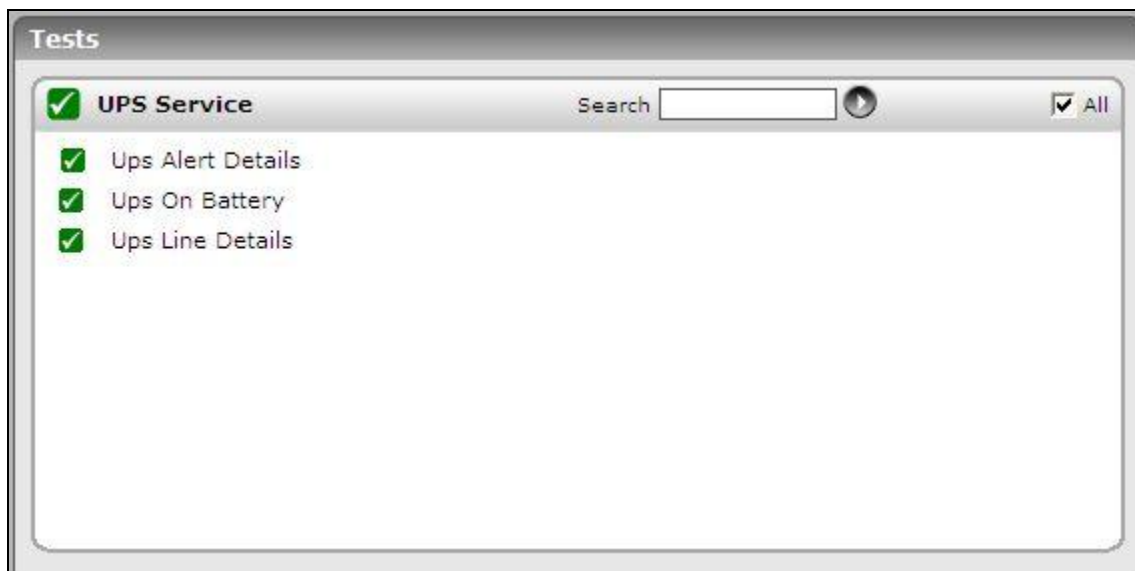 Tests
UPS Service Search All
Ups Alert Details
Ups On Battery
Ups Line Details